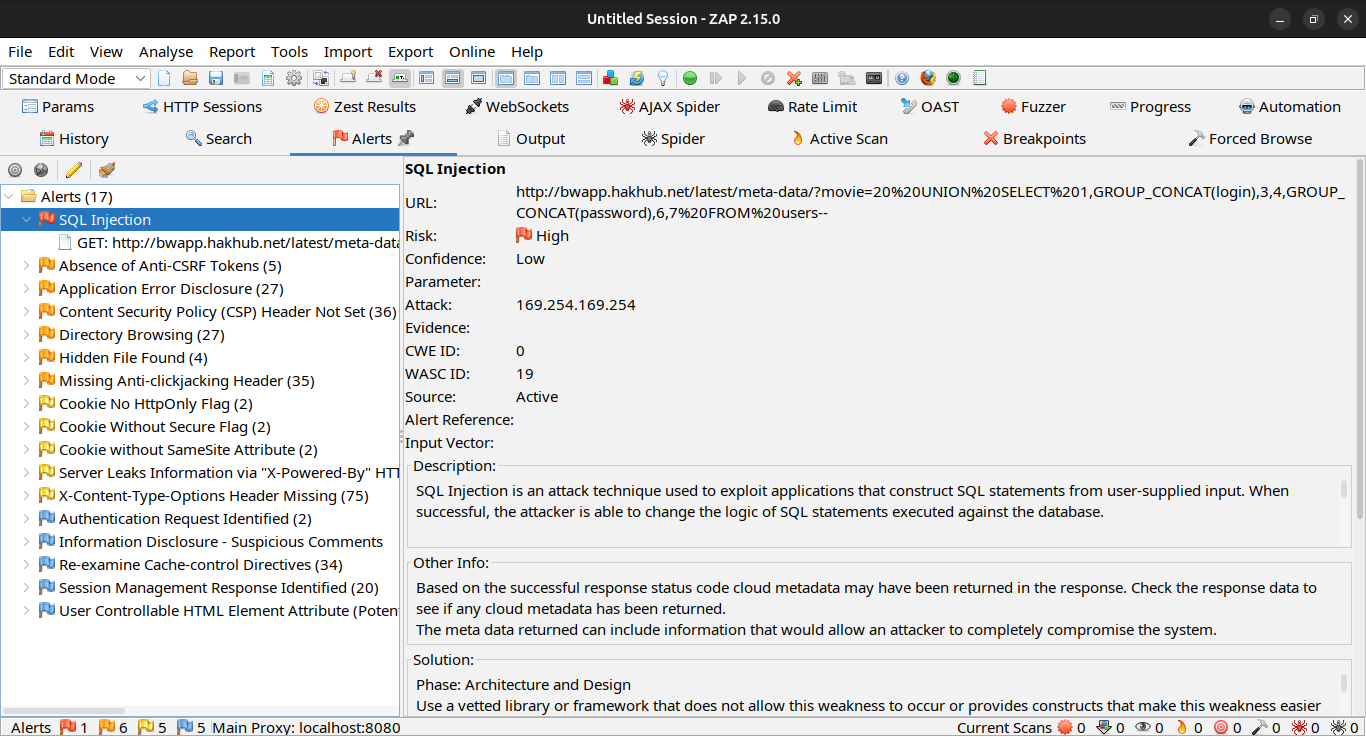 Untitled Session - ZAP 2.15.0
File Edit View Analyse Report Tools Import Export Online Help
Standard Mode
Params HTTP Sessions Zest Results WebSockets AJAX Spider Rate Limit OAST Fuzzer Progress Automation
History Search Alerts Output Spider Active Scan Breakpoints Forced Browse
Alerts (17)
SQL Injection
GET: http://bwapp.hakhub.net/latest/meta-data
Absence of Anti-CSRF Tokens (5)
Application Error Disclosure (27)
Content Security Policy (CSP) Header Not Set (36)
Directory Browsing (27)
Hidden File Found (4)
Missing Anti-clickjacking Header (35)
Cookie No HttpOnly Flag (2)
Cookie Without Secure Flag (2)
Cookie without SameSite Attribute (2)
Server Leaks Information via "X-Powered-By" HTT
X-Content-Type-Options Header Missing (75)
Authentication Request Identified (2)
Information Disclosure - Suspicious Comments
Re-examine Cache-control Directives (34)
Session Management Response Identified (20)
User Controllable HTML Element Attribute (Poten
SQL Injection
URL: http://bwapp.hakhub.net/latest/meta-data/?movie=20%20UNION%20SELECT%201,GROUP_CONCAT(login),3,4,GROUP_
CONCAT(password),6,7%20FROM%20users--
Risk: High
Confidence: Low
Parameter:
Attack: 169.254.169.254
Evidence:
CWE ID: 0
WASC ID: 19
Source: Active
Alert Reference:
Input Vector:
Description:
SQL Injection is an attack technique used to exploit applications that construct SQL statements from user-supplied input. When
successful, the attacker is able to change the logic of SQL statements executed against the database.
Other Info:
Based on the successful response status code cloud metadata may have been returned in the response. Check the response data to
see if any cloud metadata has been returned.
The meta data returned can include information that would allow an attacker to completely compromise the system.
Solution:
Phase: Architecture and Design
Use a vetted library or framework that does not allow this weakness to occur or provides constructs that make this weakness easier
Alerts 1 6 5 5 Main Proxy: localhost:8080 Current Scans 0 0 0 0 0 0 0 0